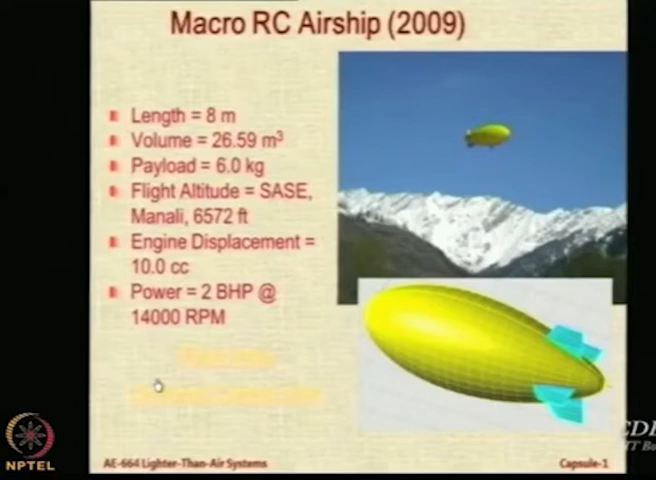 Macro RC Airship (2009)
Length = 8 m
Volume = 26.59 m³
Payload = 6.0 kg
Flight Altitude = SASE,
Manali, 6572 ft
Engine Displacement =
10.0 cc
Power = 2 BHP @
14000 RPM
NPTEL
AE-664 Lighter-Than-Air Systems
Capsule-1